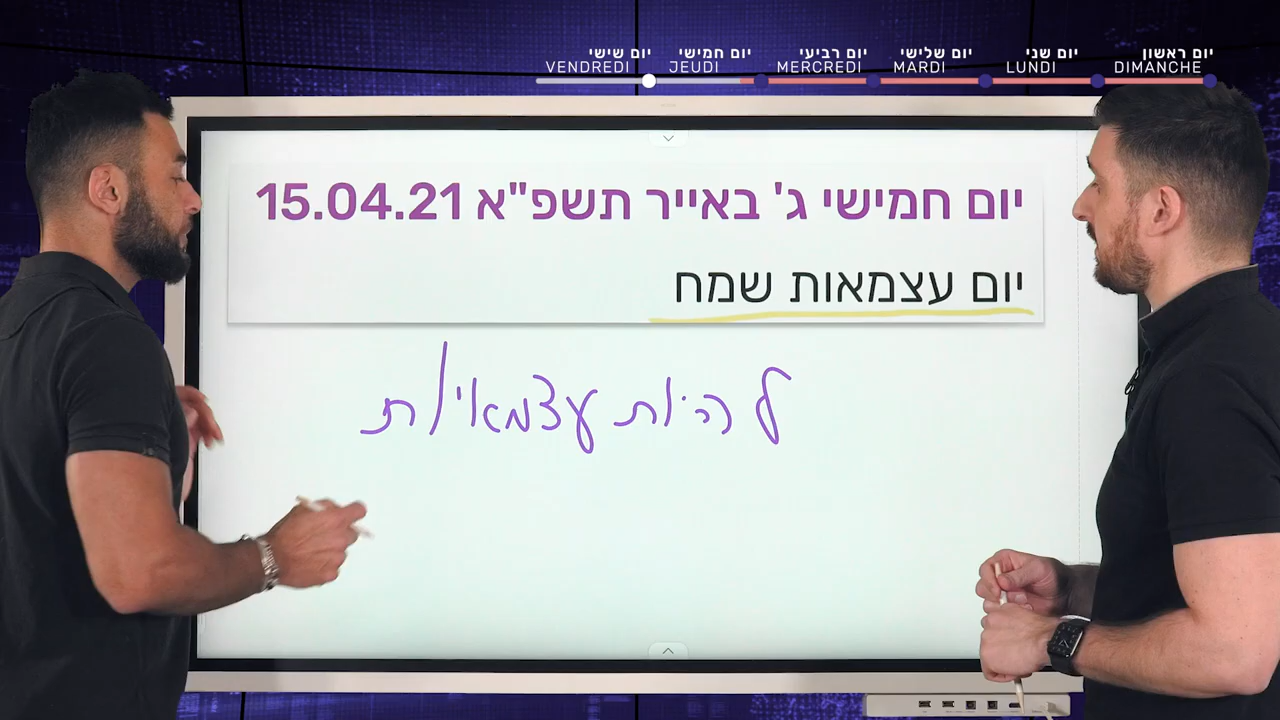 יום ראשון יום שני יום שלישי יום רביעי יום חמישי יום שישי
DIMANCHE LUNDI MARDI MERCREDI JEUDI VENDREDI
יום חמישי ג' באייר תשפ"א 15.04.21
יום עצמאות שמח
להיות עצמאיות